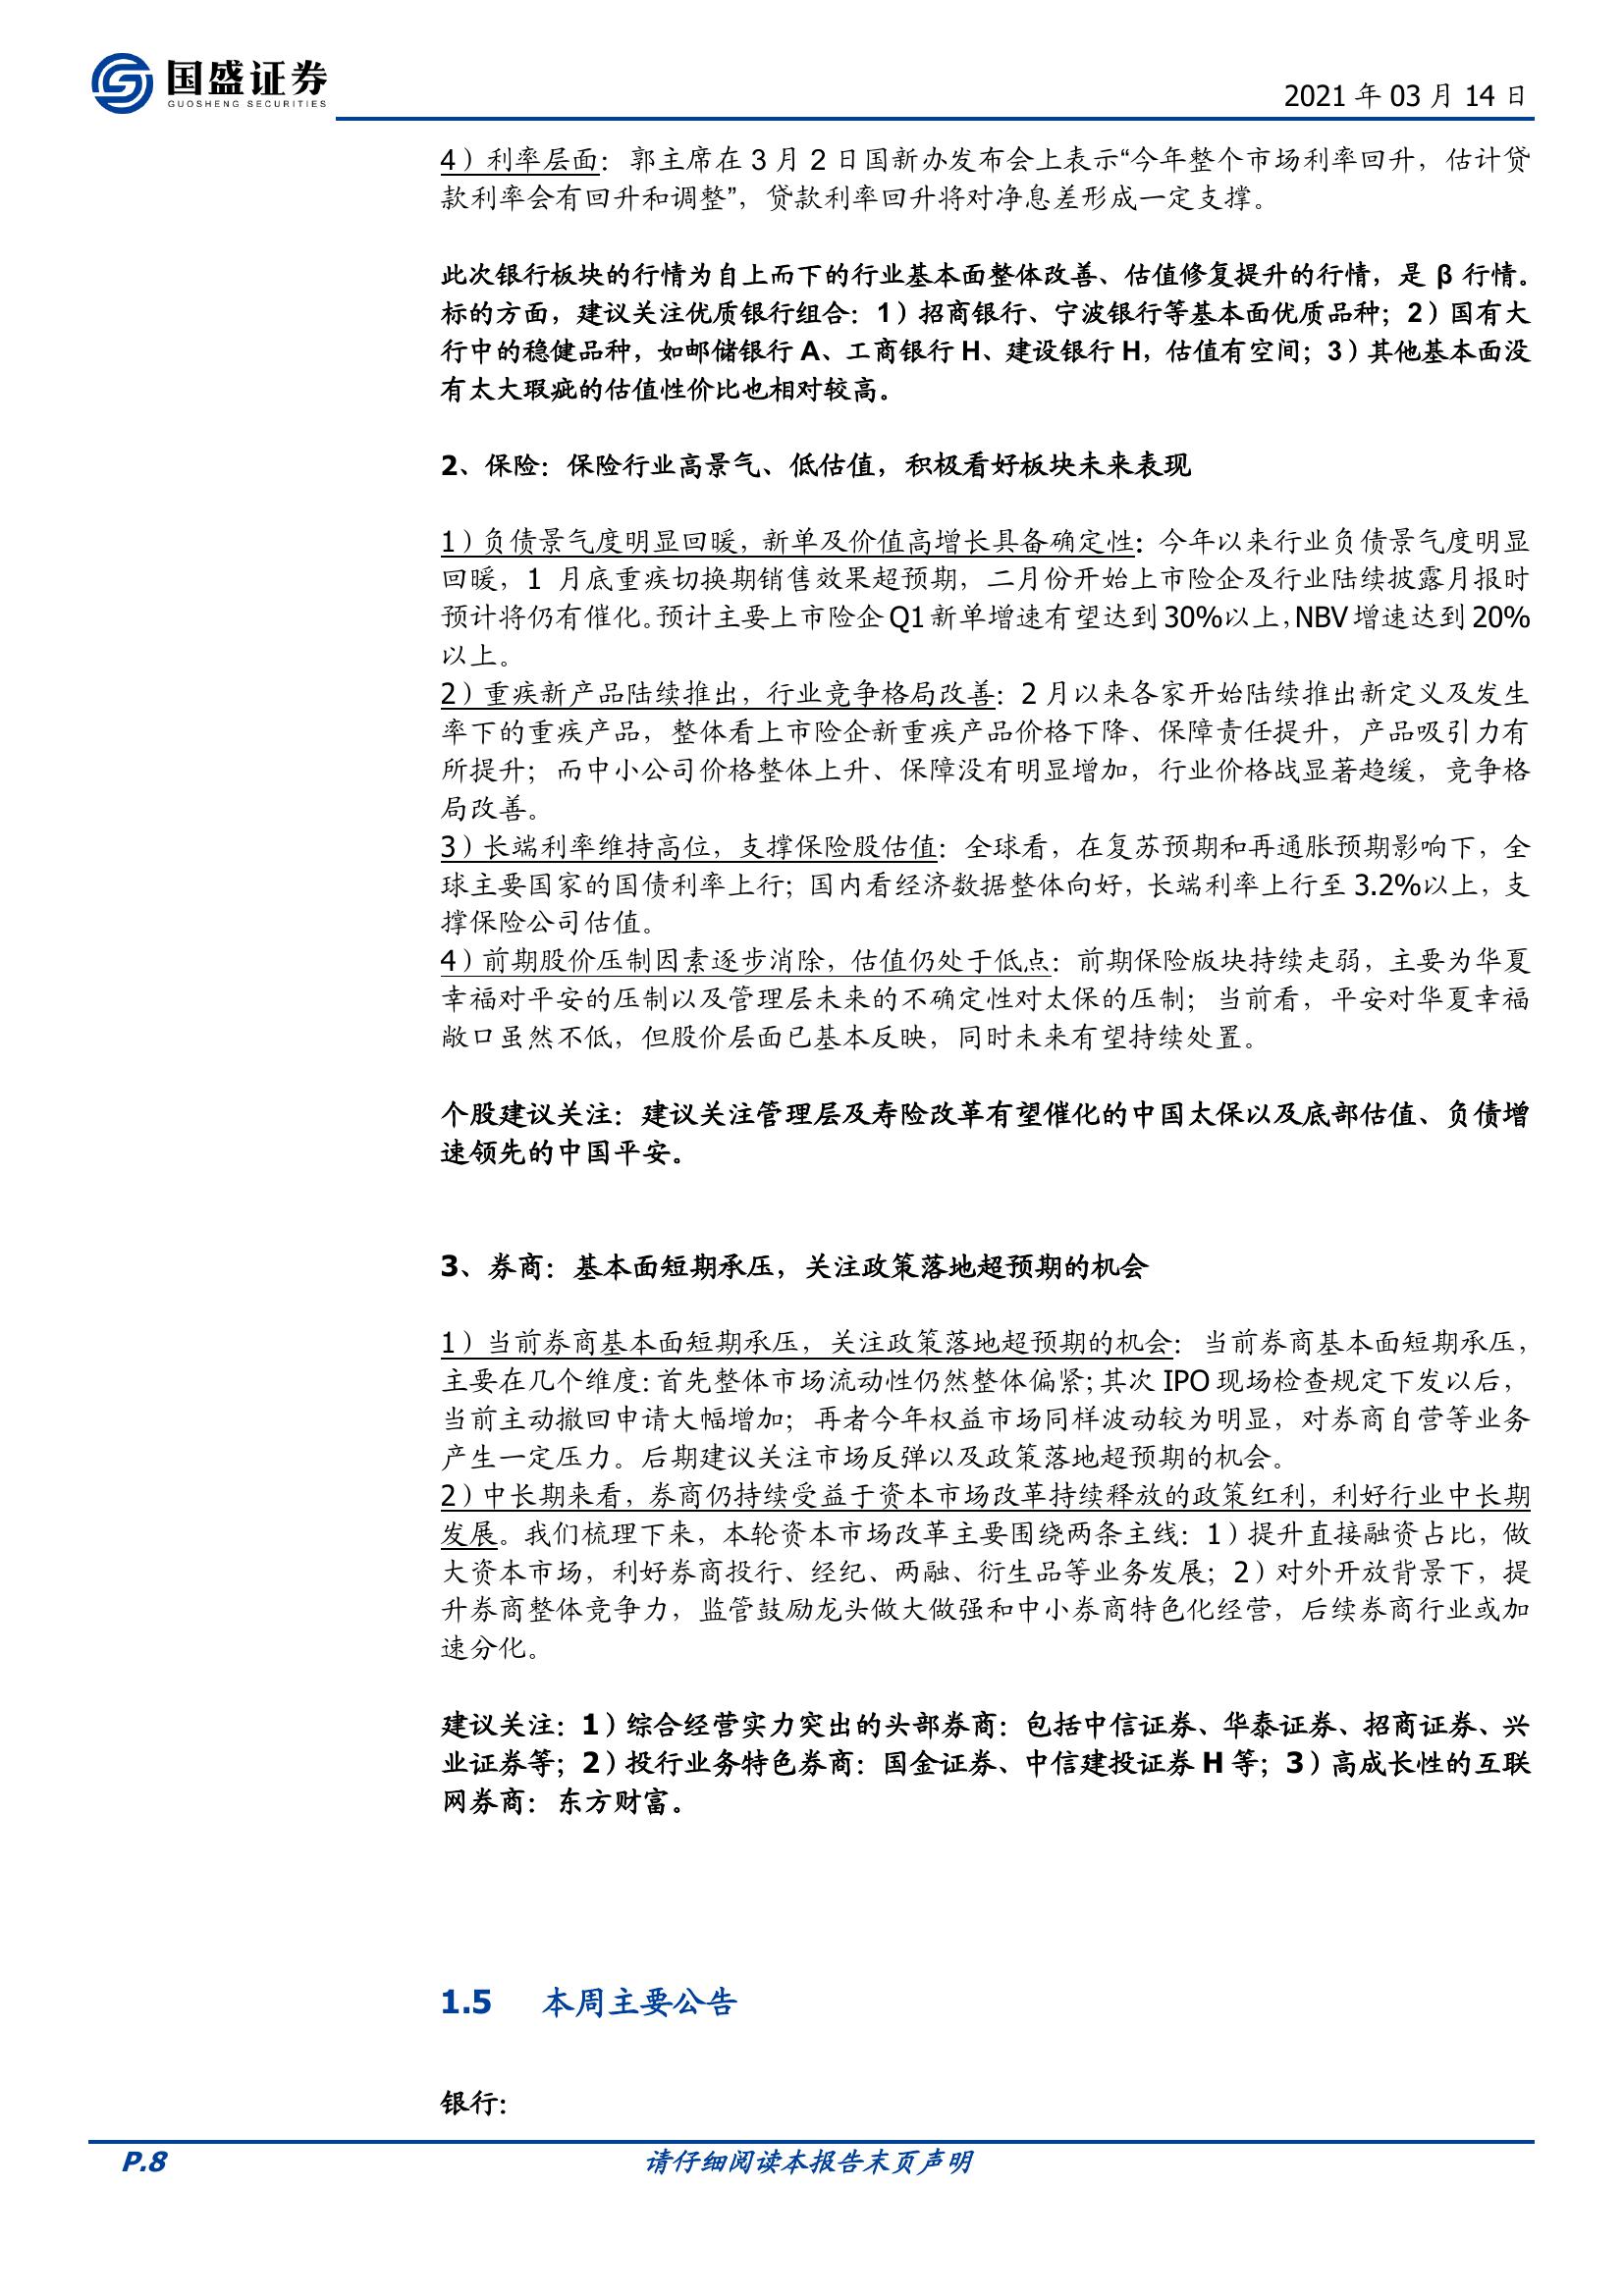 国盛证券
GUOSHENG SECURITIES
2021 年 03 月 14 日
4）利率层面：郭主席在 3 月 2 日国新办发布会上表示“今年整个市场利率回升，估计贷
款利率会有回升和调整”，贷款利率回升将对净息差形成一定支撑。
此次银行板块的行情为自上而下的行业基本面整体改善、估值修复提升的行情，是 β 行情。
标的方面，建议关注优质银行组合：1）招商银行、宁波银行等基本面优质品种；2）国有大
行中的稳健品种，如邮储银行 A、工商银行 H、建设银行 H，估值有空间；3）其他基本面没
有太大瑕疵的估值性价比也相对较高。
2、保险：保险行业高景气、低估值，积极看好板块未来表现
1）负债景气度明显回暖，新单及价值高增长具备确定性：今年以来行业负债景气度明显
回暖，1 月底重疾切换期销售效果超预期，二月份开始上市险企及行业陆续披露月报时
预计将仍有催化。预计主要上市险企 Q1 新单增速有望达到 30%以上，NBV 增速达到 20%
以上。
2）重疾新产品陆续推出，行业竞争格局改善：2 月以来各家开始陆续推出新定义及发生
率下的重疾产品，整体看上市险企新重疾产品价格下降、保障责任提升，产品吸引力有
所提升；而中小公司价格整体上升、保障没有明显增加，行业价格战显著趋缓，竞争格
局改善。
3）长端利率维持高位，支撑保险股估值：全球看，在复苏预期和再通胀预期影响下，全
球主要国家的国债利率上行；国内看经济数据整体向好，长端利率上行至 3.2%以上，支
撑保险公司估值。
4）前期股价压制因素逐步消除，估值仍处于低点：前期保险版块持续走弱，主要为华夏
幸福对平安的压制以及管理层未来的不确定性对太保的压制；当前看，平安对华夏幸福
敞口虽然不低，但股价层面已基本反映，同时未来有望持续处置。
个股建议关注：建议关注管理层及寿险改革有望催化的中国太保以及底部估值、负债增
速领先的中国平安。
3、券商：基本面短期承压，关注政策落地超预期的机会
1）当前券商基本面短期承压，关注政策落地超预期的机会：当前券商基本面短期承压，
主要在几个维度：首先整体市场流动性仍然整体偏紧；其次 IPO 现场检查规定下发以后，
当前主动撤回申请大幅增加；再者今年权益市场同样波动较为明显，对券商自营等业务
产生一定压力。后期建议关注市场反弹以及政策落地超预期的机会。
2）中长期来看，券商仍持续受益于资本市场改革持续释放的政策红利，利好行业中长期
发展。我们梳理下来，本轮资本市场改革主要围绕两条主线：1）提升直接融资占比，做
大资本市场，利好券商投行、经纪、两融、衍生品等业务发展；2）对外开放背景下，提
升券商整体竞争力，监管鼓励龙头做大做强和中小券商特色化经营，后续券商行业或加
速分化。
建议关注：1）综合经营实力突出的头部券商：包括中信证券、华泰证券、招商证券、兴
业证券等；2）投行业务特色券商：国金证券、中信建投证券 H 等；3）高成长性的互联
网券商：东方财富。
1.5 本周主要公告
银行：
P.8
请仔细阅读本报告末页声明